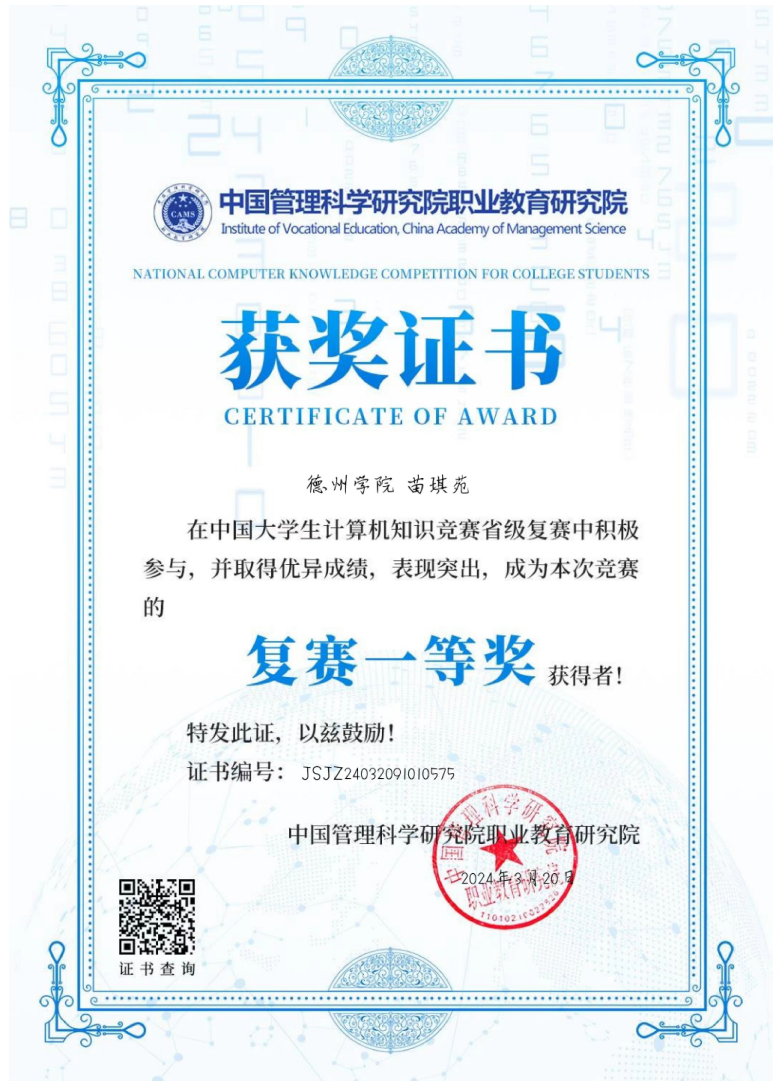 中国管理科学研究院职业教育研究院
Institute of Vocational Education, China Academy of Management Science
CAMS
NATIONAL COMPUTER KNOWLEDGE COMPETITION FOR COLLEGE STUDENTS
获奖证书
CERTIFICATE OF AWARD
德州学院 苗琪苑
在中国大学生计算机知识竞赛省级复赛中积极
参与，并取得优异成绩，表现突出，成为本次竞赛
的
复赛一等奖 获得者！
特发此证，以兹鼓励！
证书编号： JSJZ24032091010575
中国管理科学研究院职业教育研究院
2024年3月20日
证书查询